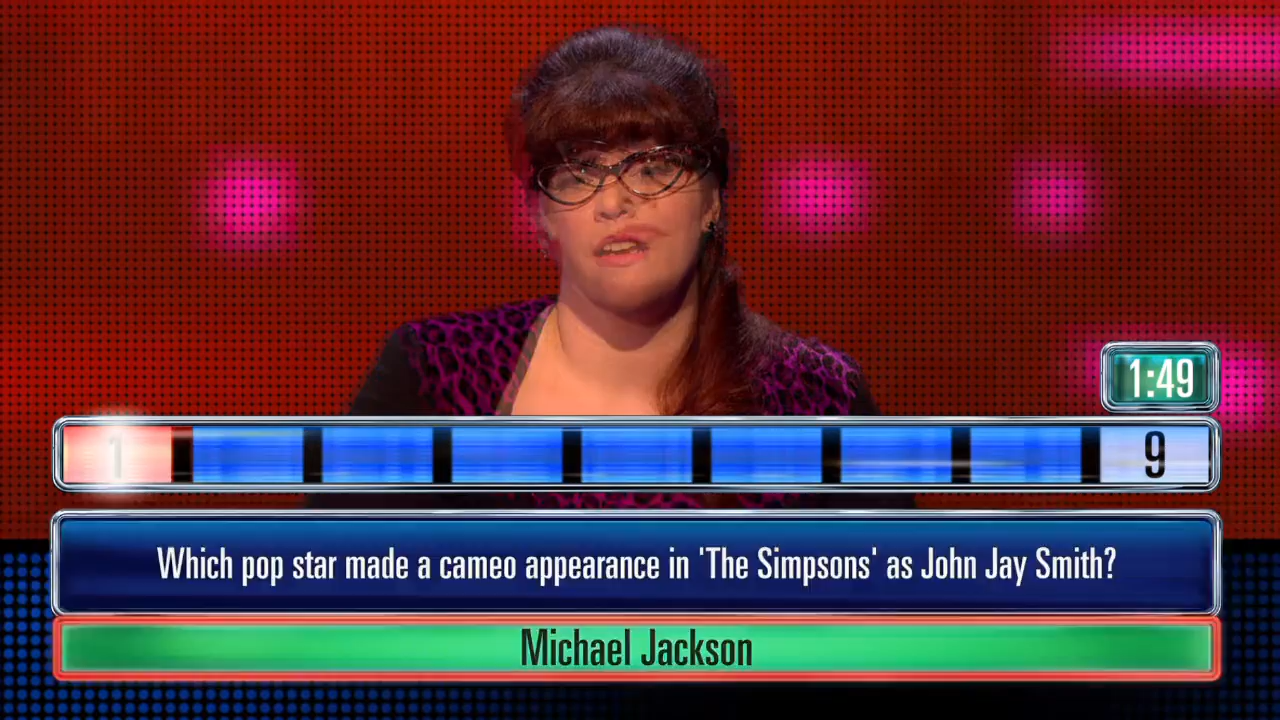 1:49
1
9
Which pop star made a cameo appearance in 'The Simpsons' as John Jay Smith?
Michael Jackson